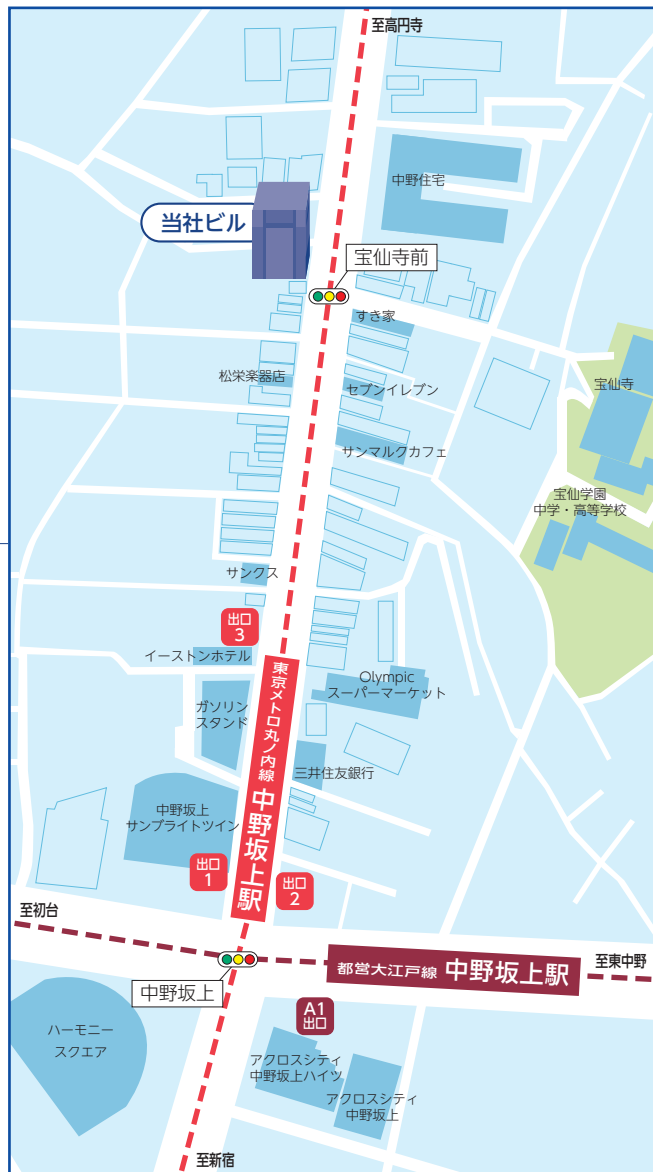 至高円寺
中野住宅
当社ビル
宝仙寺前
すき家
松栄楽器店
セブンイレブン
宝仙寺
サンマルクカフェ
宝仙学園
中学・高等学校
サンクス
出口
3
イーストンホテル
東京メトロ丸ノ内線 中野坂上駅
Olympic
スーパーマーケット
ガソリン
スタンド
三井住友銀行
中野坂上
サンブライトツイン
出口
1
出口
2
至初台
都営大江戸線 中野坂上駅
至東中野
中野坂上
A1
出口
ハーモニー
スクエア
アクロスシティ
中野坂上ハイツ
アクロスシティ
中野坂上
至新宿